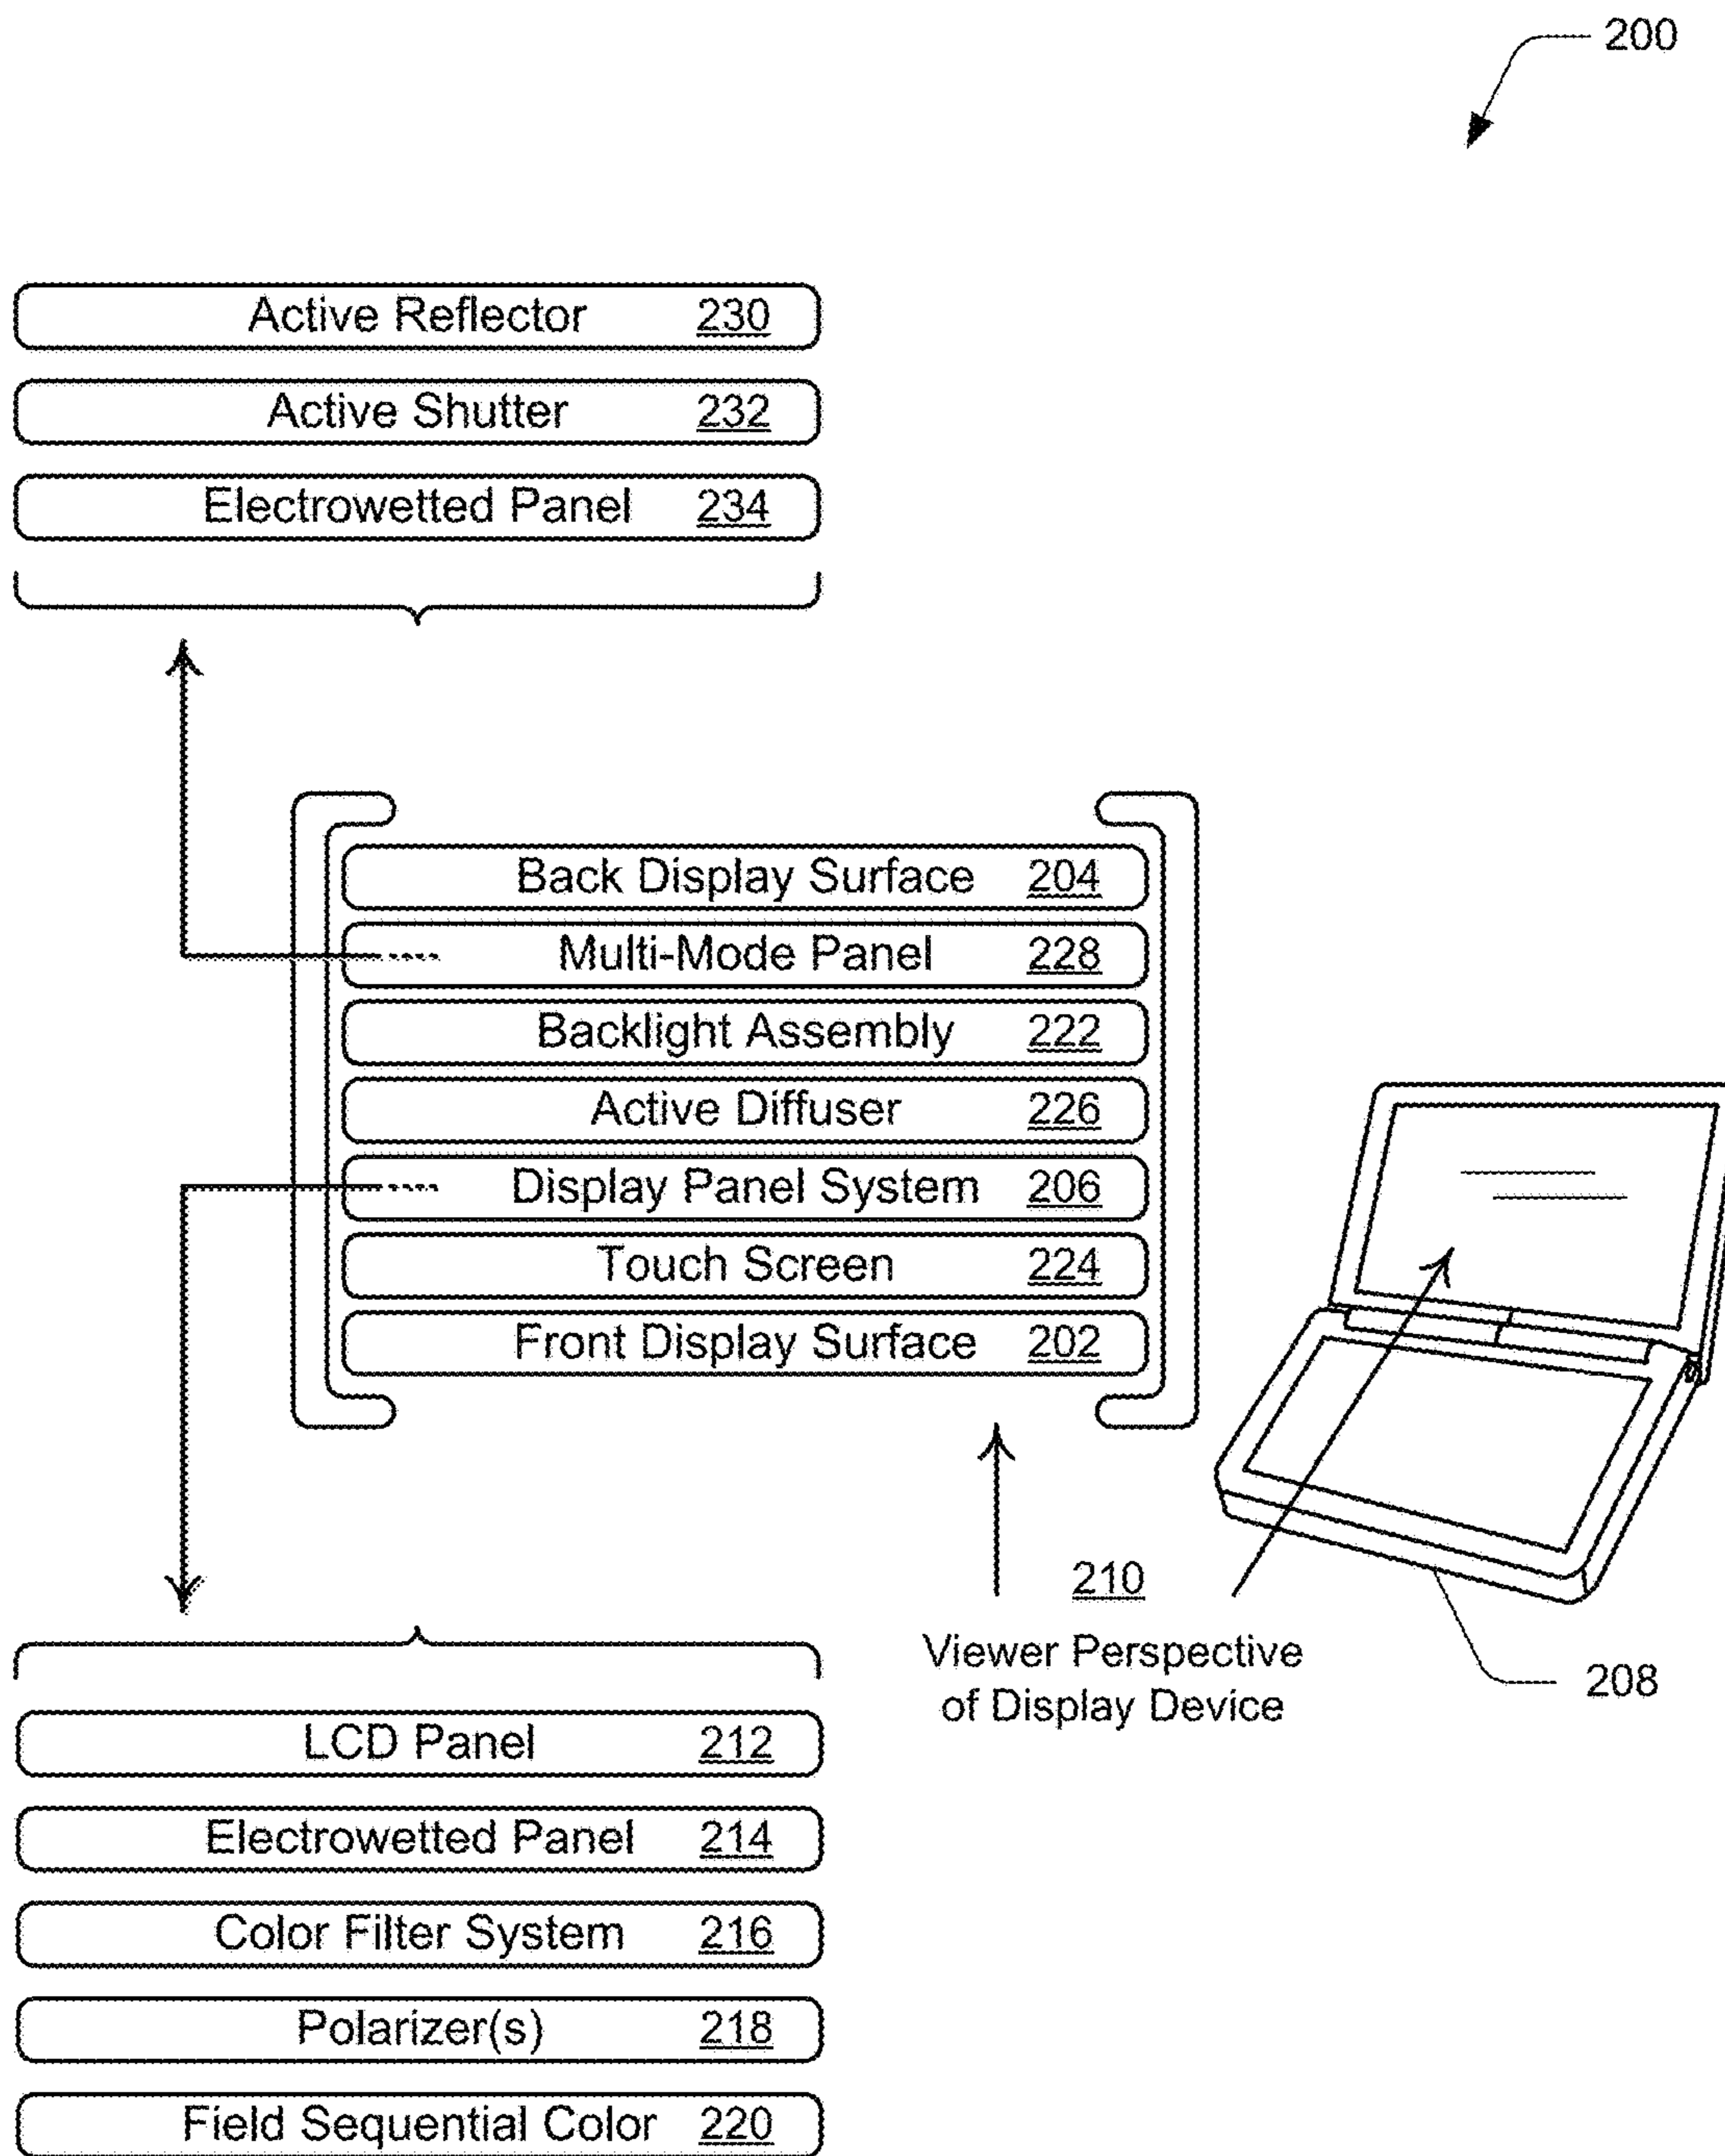 200
Active Reflector 230
Active Shutter 232
Electrowetted Panel 234
Back Display Surface 204
Multi-Mode Panel 228
Backlight Assembly 222
Active Diffuser 226
Display Panel System 206
Touch Screen 224
Front Display Surface 202
210
Viewer Perspective
of Display Device
208
LCD Panel 212
Electrowetted Panel 214
Color Filter System 216
Polarizer(s) 218
Field Sequential Color 220